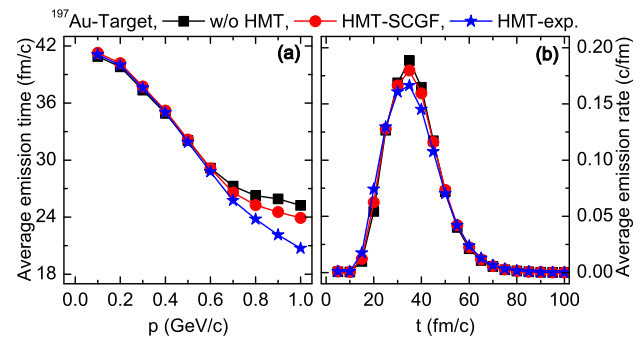 197Au-Target, w/o HMT, HMT-SCGF, HMT-exp.
(a)
Average emission time (fm/c)
42
36
30
24
18
0.0 0.2 0.4 0.6 0.8 1.0
p (GeV/c)
(b)
0.20
0.15
0.10
0.05
0.00
Average emission rate (c/fm)
0 20 40 60 80 100
t (fm/c)